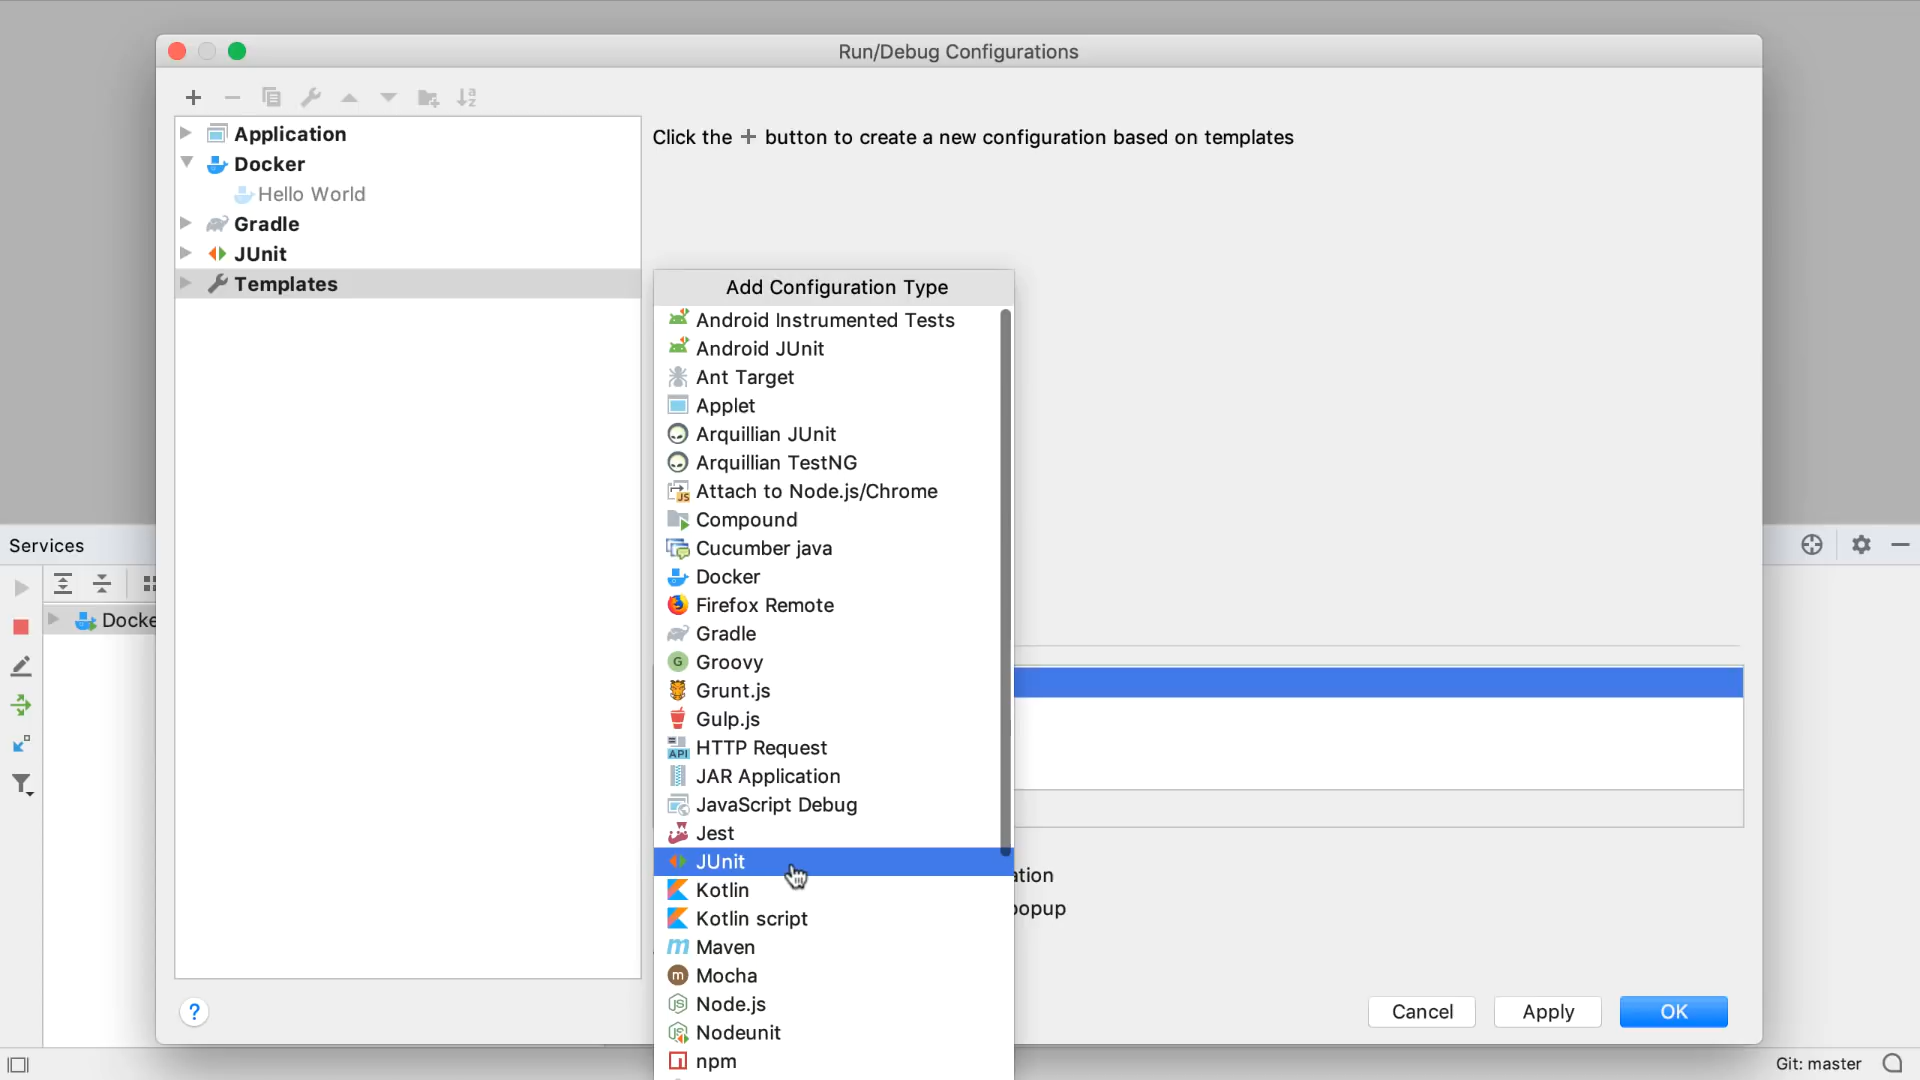 Run/Debug Configurations
Application
Docker
Hello World
Gradle
JUnit
Templates
Click the + button to create a new configuration based on templates
Add Configuration Type
Android Instrumented Tests
Android JUnit
Ant Target
Applet
Arquillian JUnit
Arquillian TestNG
Attach to Node.js/Chrome
Compound
Cucumber java
Docker
Firefox Remote
Gradle
Groovy
Grunt.js
Gulp.js
HTTP Request
JAR Application
JavaScript Debug
Jest
JUnit
Kotlin
Kotlin script
Maven
Mocha
Node.js
Nodeunit
npm
ation
popup
Services
Docke
?
Cancel
Apply
OK
Git: master